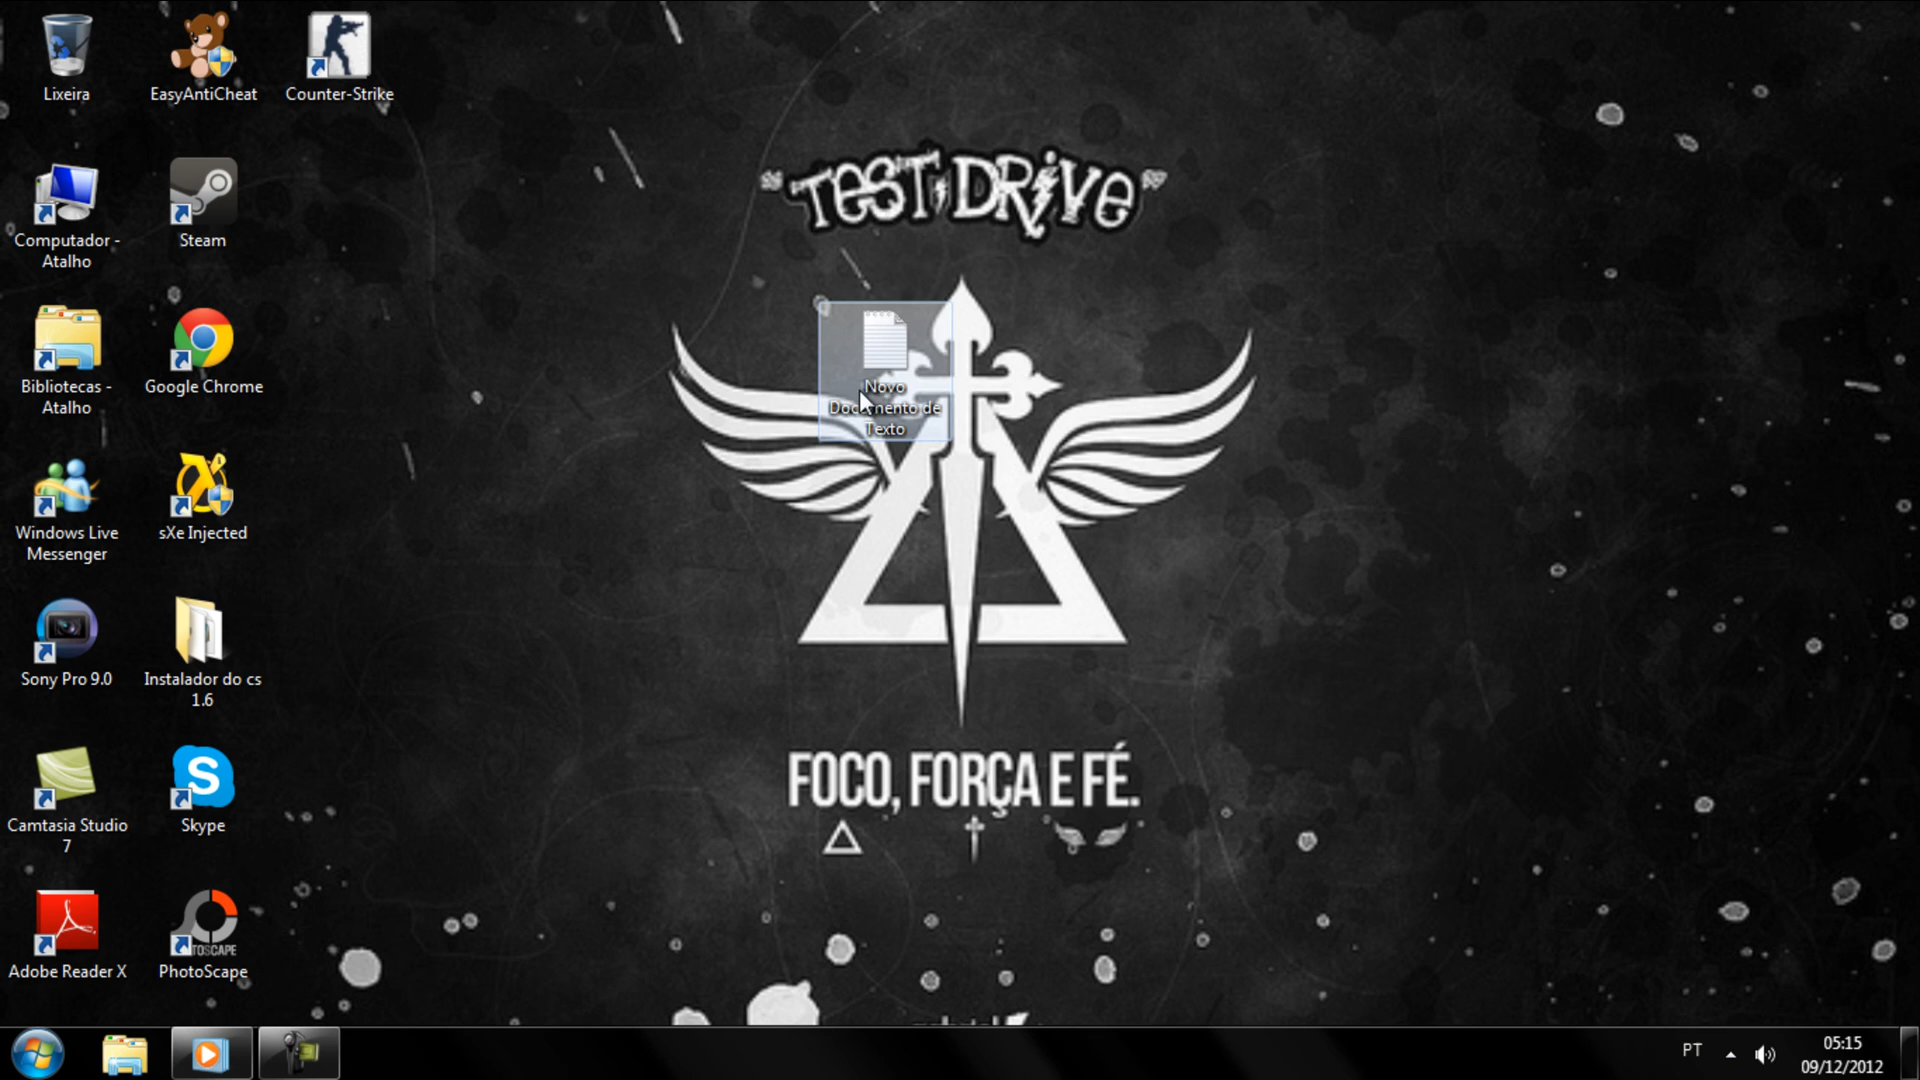 Lixeira
EasyAntiCheat
Counter-Strike
Computador -
Atalho
Steam
Bibliotecas -
Atalho
Google Chrome
Windows Live
Messenger
sXe Injected
Sony Pro 9.0
Instalador do cs
1.6
Camtasia Studio
7
Skype
Adobe Reader X
TOSCAPE
PhotoScape
"TEST DRIVE"
Novo
Documento de
Texto
FOCO, FORÇA E FÉ.
PT
05:15
09/12/2012